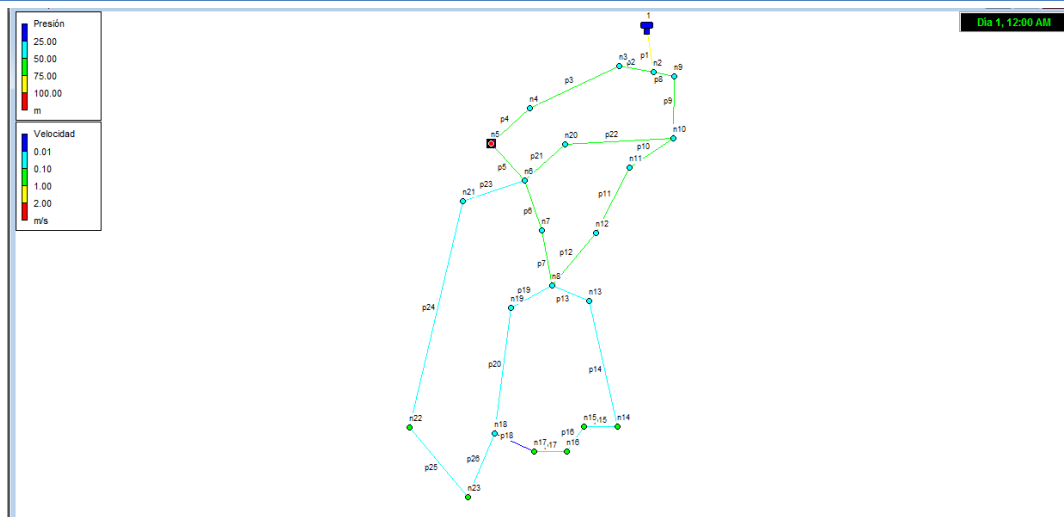 Presión
25.00
50.00
75.00
100.00
m
Velocidad
0.01
0.10
1.00
2.00
m/s
Día 1, 12:00 AM
1
p1
n3
p2
n2
n9
p8
p3
p9
n4
p4
n5
n20
p22
n10
p10
p21
n11
p5
n6
p23
n21
p11
p6
n7
n12
p12
p7
n8
p19
p13
n19
n13
p24
p20
p14
n22
n18
p18
n15
-15
n14
p16
n17
-17
n16
p25
p26
n23